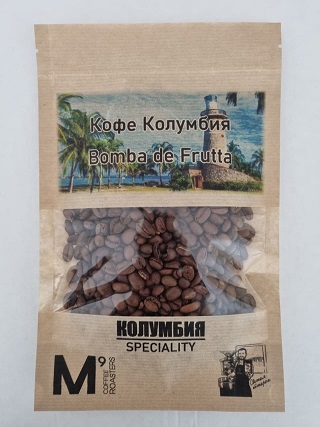 Кофе Колумбия
Bomba de Frutta
КОЛУМБИЯ
SPECIALITY
M9
COFFEE
ROASTERS